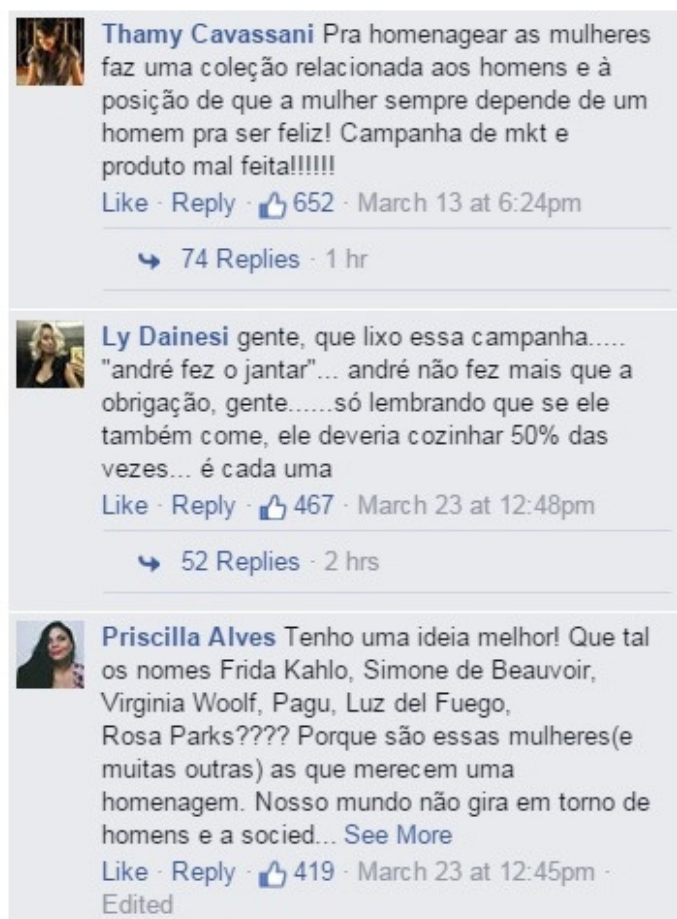 Thamy Cavassani Pra homenagear as mulheres
faz uma coleção relacionada aos homens e à
posição de que a mulher sempre depende de um
homem pra ser feliz! Campanha de mkt e
produto mal feita!!!!!!
Like · Reply · 652 · March 13 at 6:24pm
74 Replies · 1 hr
Ly Dainesi gente, que lixo essa campanha.....
"andré fez o jantar"... andré não fez mais que a
obrigação, gente......só lembrando que se ele
também come, ele deveria cozinhar 50% das
vezes... é cada uma
Like · Reply · 467 · March 23 at 12:48pm
52 Replies · 2 hrs
Priscilla Alves Tenho uma ideia melhor! Que tal
os nomes Frida Kahlo, Simone de Beauvoir,
Virginia Woolf, Pagu, Luz del Fuego,
Rosa Parks???? Porque são essas mulheres(e
muitas outras) as que merecem uma
homenagem. Nosso mundo não gira em torno de
homens e a socied... See More
Like · Reply · 419 · March 23 at 12:45pm ·
Edited